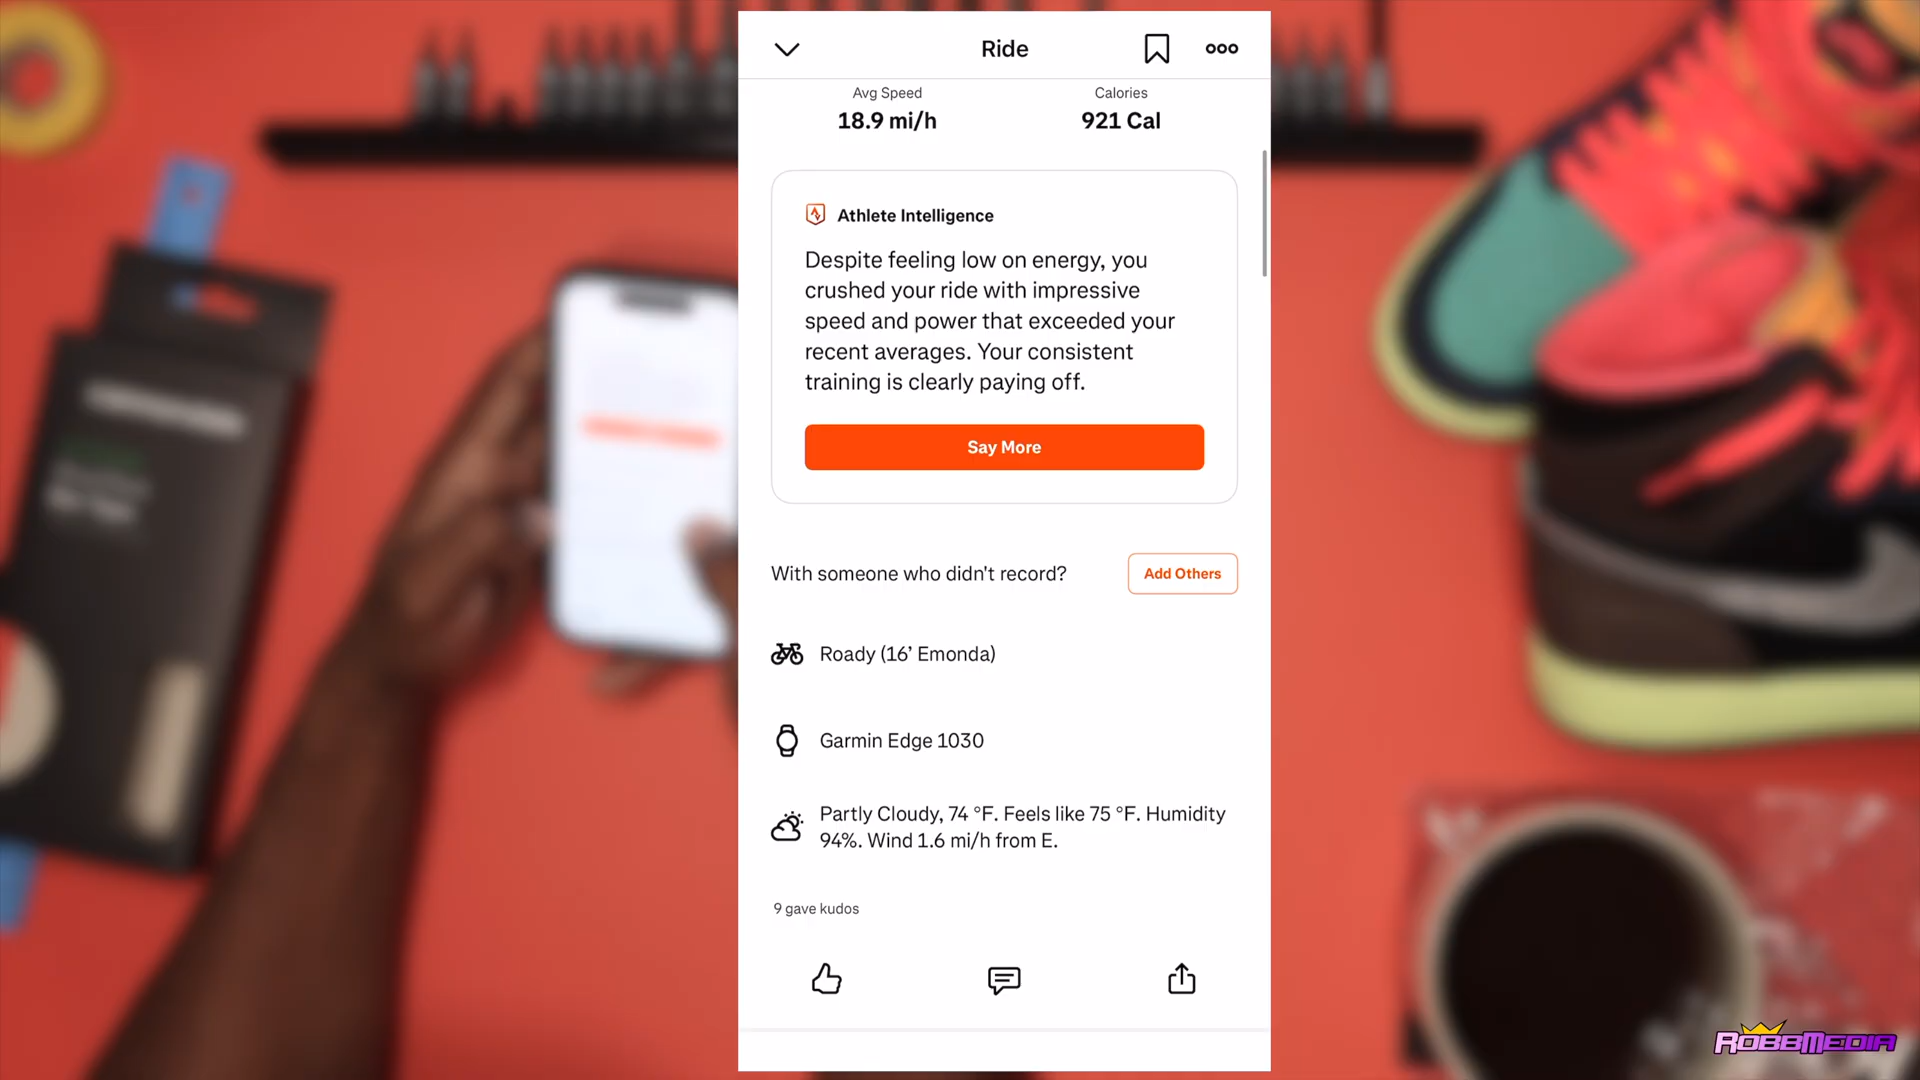 Ride
Avg Speed
18.9 mi/h
Calories
921 Cal
Athlete Intelligence
Despite feeling low on energy, you
crushed your ride with impressive
speed and power that exceeded your
recent averages. Your consistent
training is clearly paying off.
Say More
With someone who didn't record?
Add Others
Roady (16’ Emonda)
Garmin Edge 1030
Partly Cloudy, 74 °F. Feels like 75 °F. Humidity
94%. Wind 1.6 mi/h from E.
9 gave kudos
ROBBMEDIA